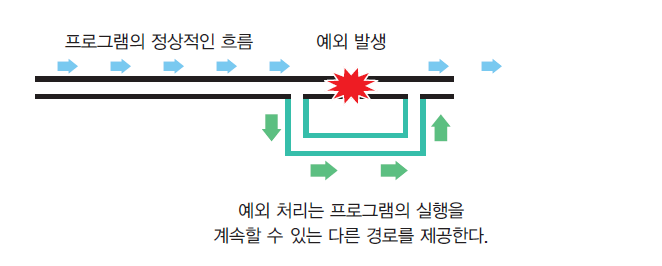 프로그램의 정상적인 흐름
예외 발생
예외 처리는 프로그램의 실행을
계속할 수 있는 다른 경로를 제공한다.